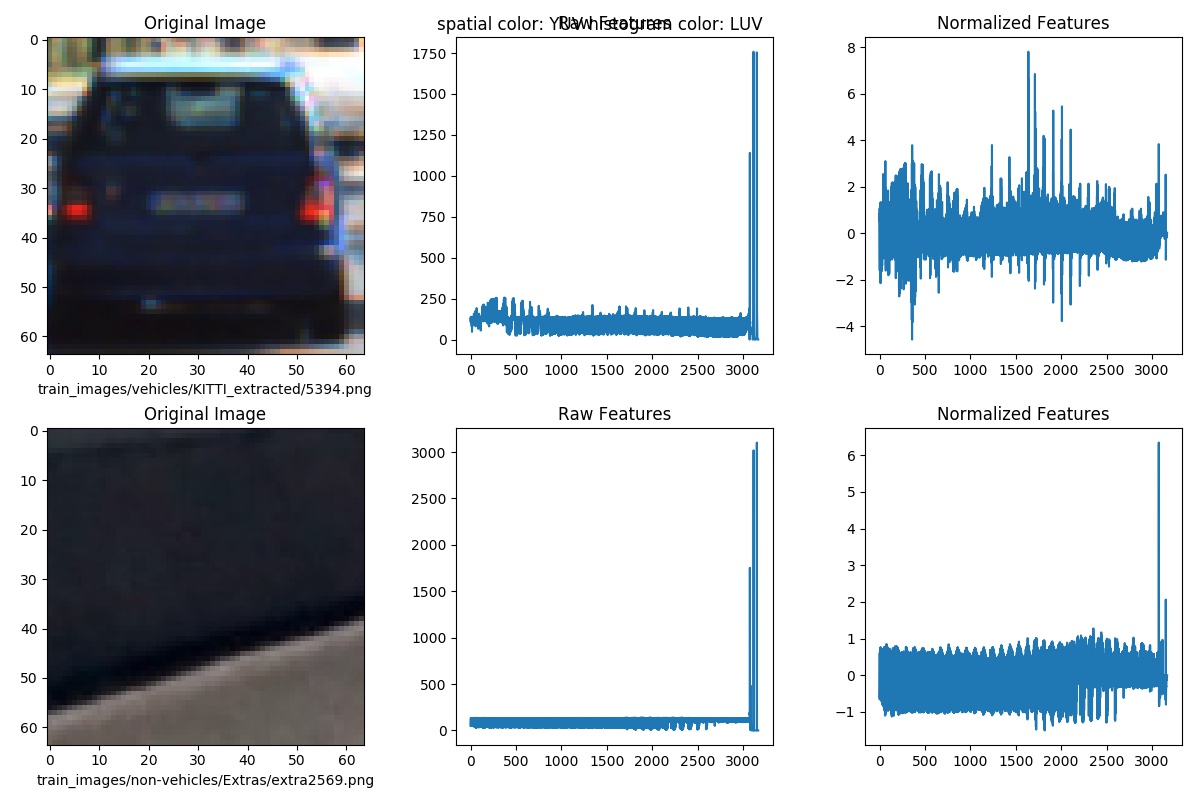 spatial color: YUV histogram color: LUV
Original Image
Raw Features
Normalized Features
0
10
20
30
40
50
60
0 10 20 30 40 50 60
train_images/vehicles/KITTI_extracted/5394.png
1750
1500
1250
1000
750
500
250
0
0 500 1000 1500 2000 2500 3000
8
6
4
2
0
−2
−4
0 500 1000 1500 2000 2500 3000
Original Image
Raw Features
Normalized Features
0
10
20
30
40
50
60
0 10 20 30 40 50 60
train_images/non-vehicles/Extras/extra2569.png
3000
2500
2000
1500
1000
500
0
0 500 1000 1500 2000 2500 3000
6
5
4
3
2
1
0
−1
0 500 1000 1500 2000 2500 3000